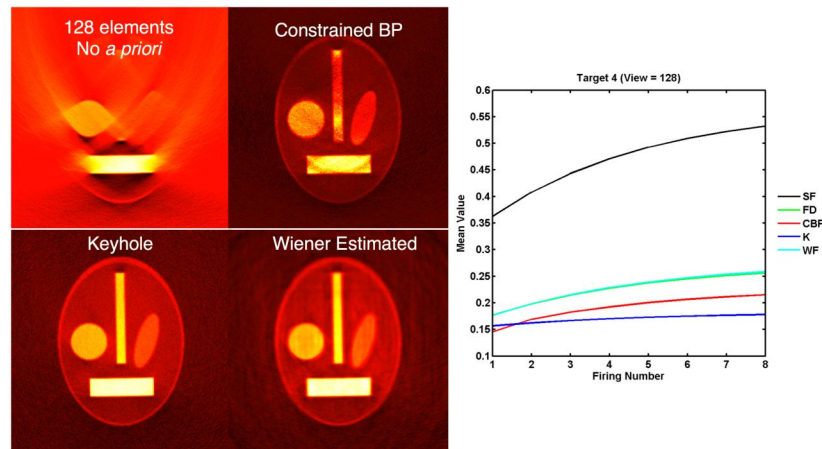 128 elements
No a priori
Constrained BP
Keyhole
Wiener Estimated
Target 4 (View = 128)
0.6
0.55
0.5
0.45
0.4
0.35
0.3
0.25
0.2
0.15
0.1
Mean Value
1 2 3 4 5 6 7 8
Firing Number
SF
FD
CBP
K
WF